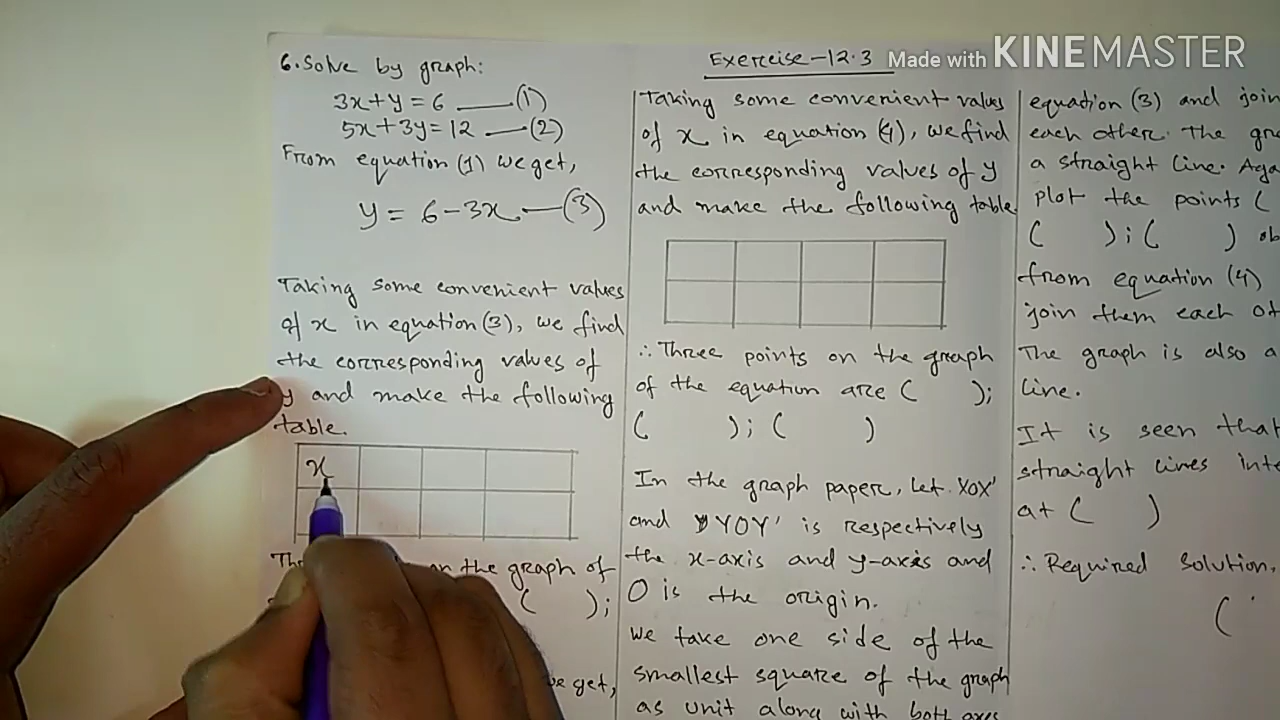 6. Solve by graph:
3x+y = 6 —(1)
5x+3y=12 —(2)
From equation (1) we get,
y = 6-3x —(3)
Taking some convenient values
of x in equation (3), we find
the corresponding values of
y and make the following
table.
x
on the graph of
( );
we get,
Exercise-12.3
Made with KINEMASTER
Taking some convenient values
of x in equation (4), we find
the corresponding values of y
and make the following table
∴ Three points on the graph
of the equation are ( );
( ); ( )
In the graph paper, let XOX'
and YOY' is respectively
the x-axis and y-axis and
O is the origin.
we take one side of the
smallest square of the graph
as unit along with both axes
equation (3) and join
each other. The
a straight line.
plot the points (
( ); ( )
from equation (4)
join them each
The graph is also a
line.
It is seen that
straight lines
at ( )
∴ Required solution.
(